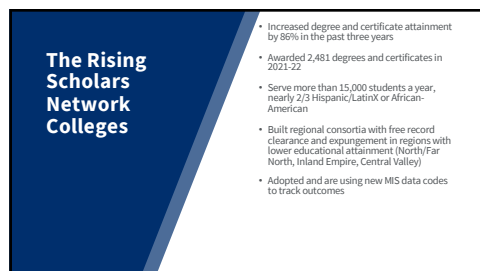 The Rising
Scholars
Network
Colleges
• Increased degree and certificate attainment
by 86% in the past three years
• Awarded 2,481 degrees and certificates in
2021-22
• Serve more than 15,000 students a year,
nearly 2/3 Hispanic/LatinX or African-
American
• Built regional consortia with free record
clearance and expungement in regions with
lower educational attainment (North/Far
North, Inland Empire, Central Valley)
• Adopted and are using new MIS data codes
to track outcomes